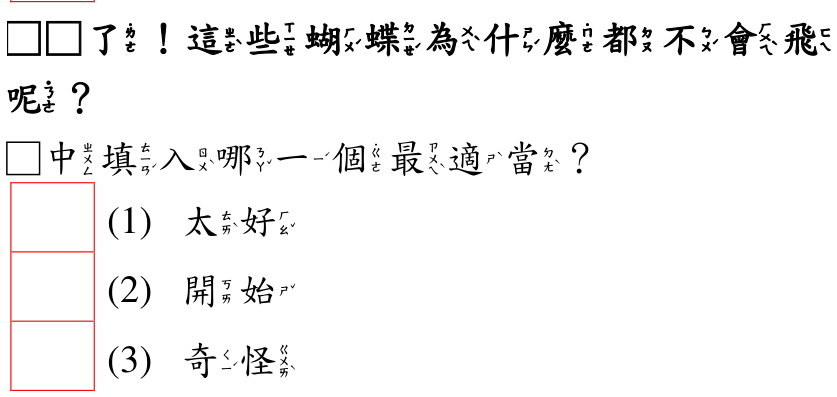 □□了！這些蝴蝶為什麼都不會飛
呢？
□中填入哪一個最適當？
(1) 太好
(2) 開始
(3) 奇怪